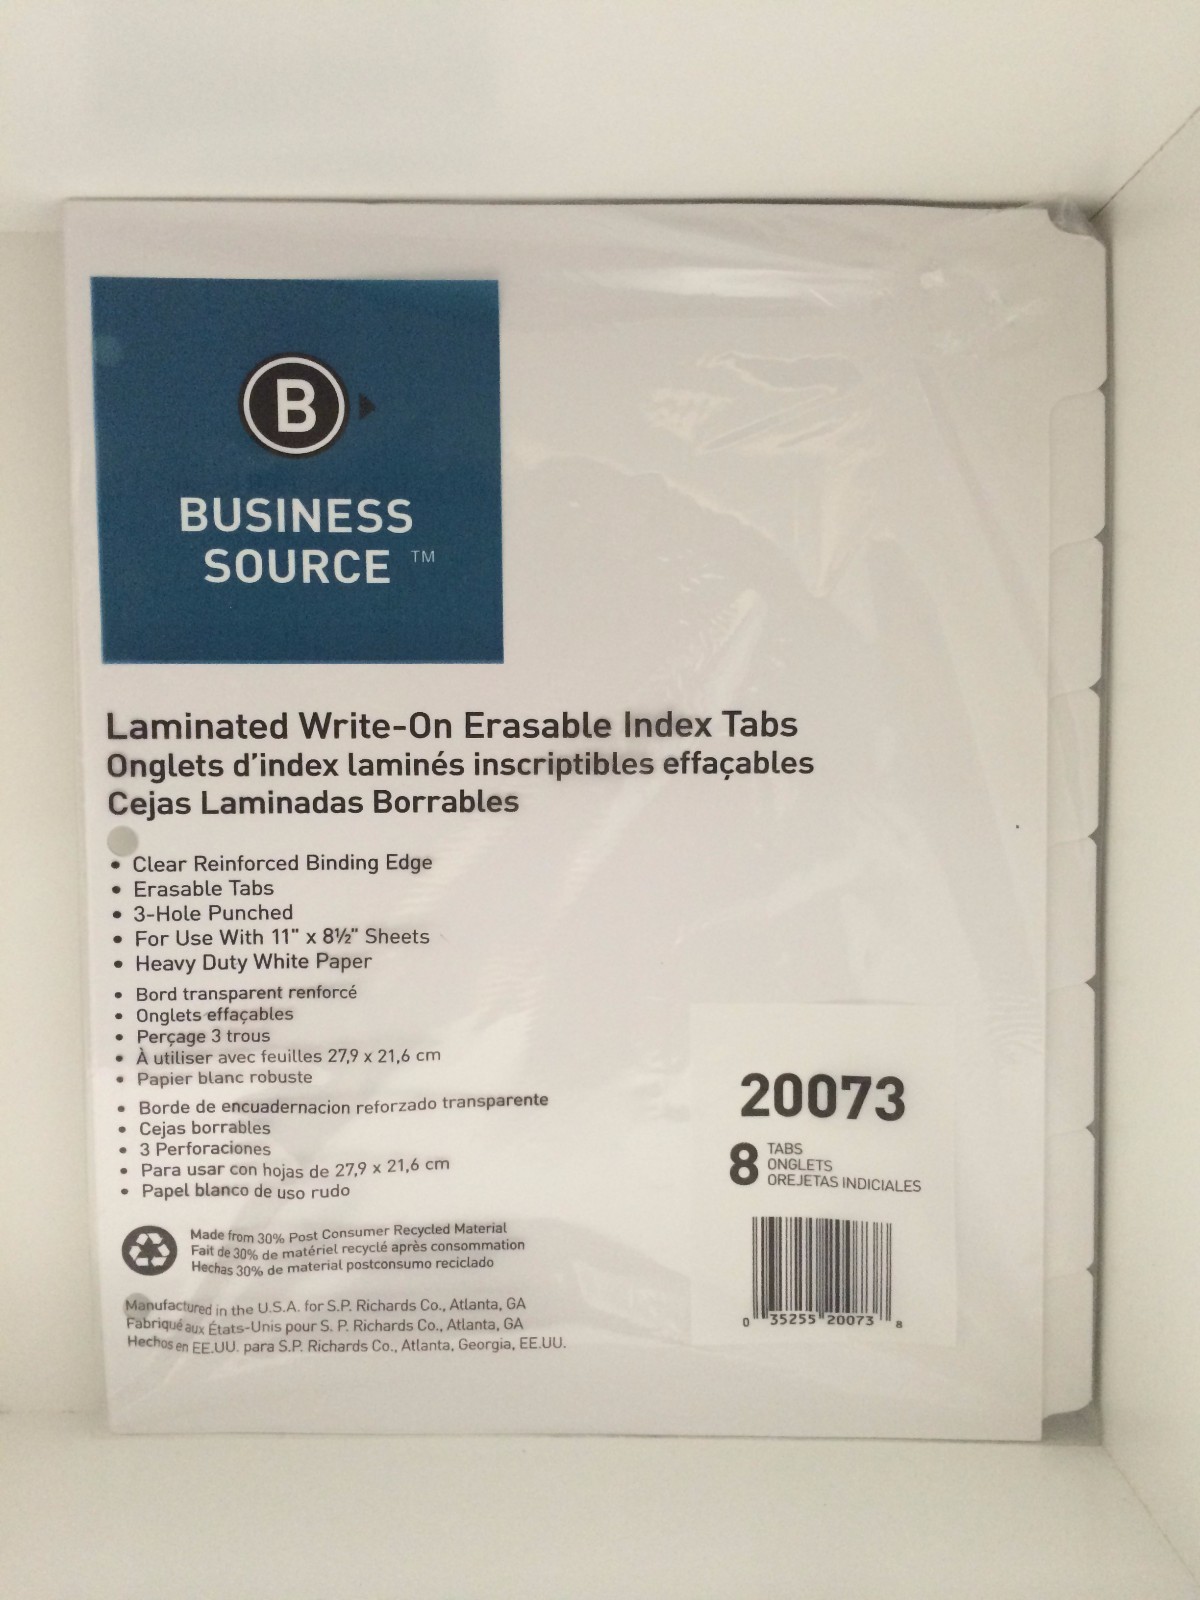 B
BUSINESS
SOURCE ™
Laminated Write-On Erasable Index Tabs
Onglets d'index laminés inscriptibles effaçables
Cejas Laminadas Borrables
• Clear Reinforced Binding Edge
• Erasable Tabs
• 3-Hole Punched
• For Use With 11" x 8½" Sheets
• Heavy Duty White Paper
• Bord transparent renforcé
• Onglets effaçables
• Perçage 3 trous
• À utiliser avec feuilles 27,9 x 21,6 cm
• Papier blanc robuste
• Borde de encuadernacion reforzado transparente
• Cejas borrables
• 3 Perforaciones
• Para usar con hojas de 27,9 x 21,6 cm
• Papel blanco de uso rudo
Made from 30% Post Consumer Recycled Material
Fait de 30% de matériel recyclé après consommation
Hechas 30% de material postconsumo reciclado
Manufactured in the U.S.A. for S.P. Richards Co., Atlanta, GA
Fabriqué aux États-Unis pour S. P. Richards Co., Atlanta, GA
Hechos en EE.UU. para S.P. Richards Co., Atlanta, Georgia, EE.UU.
20073
8 TABS
ONGLETS
OREJETAS INDICIALES
0 35255 20073 8